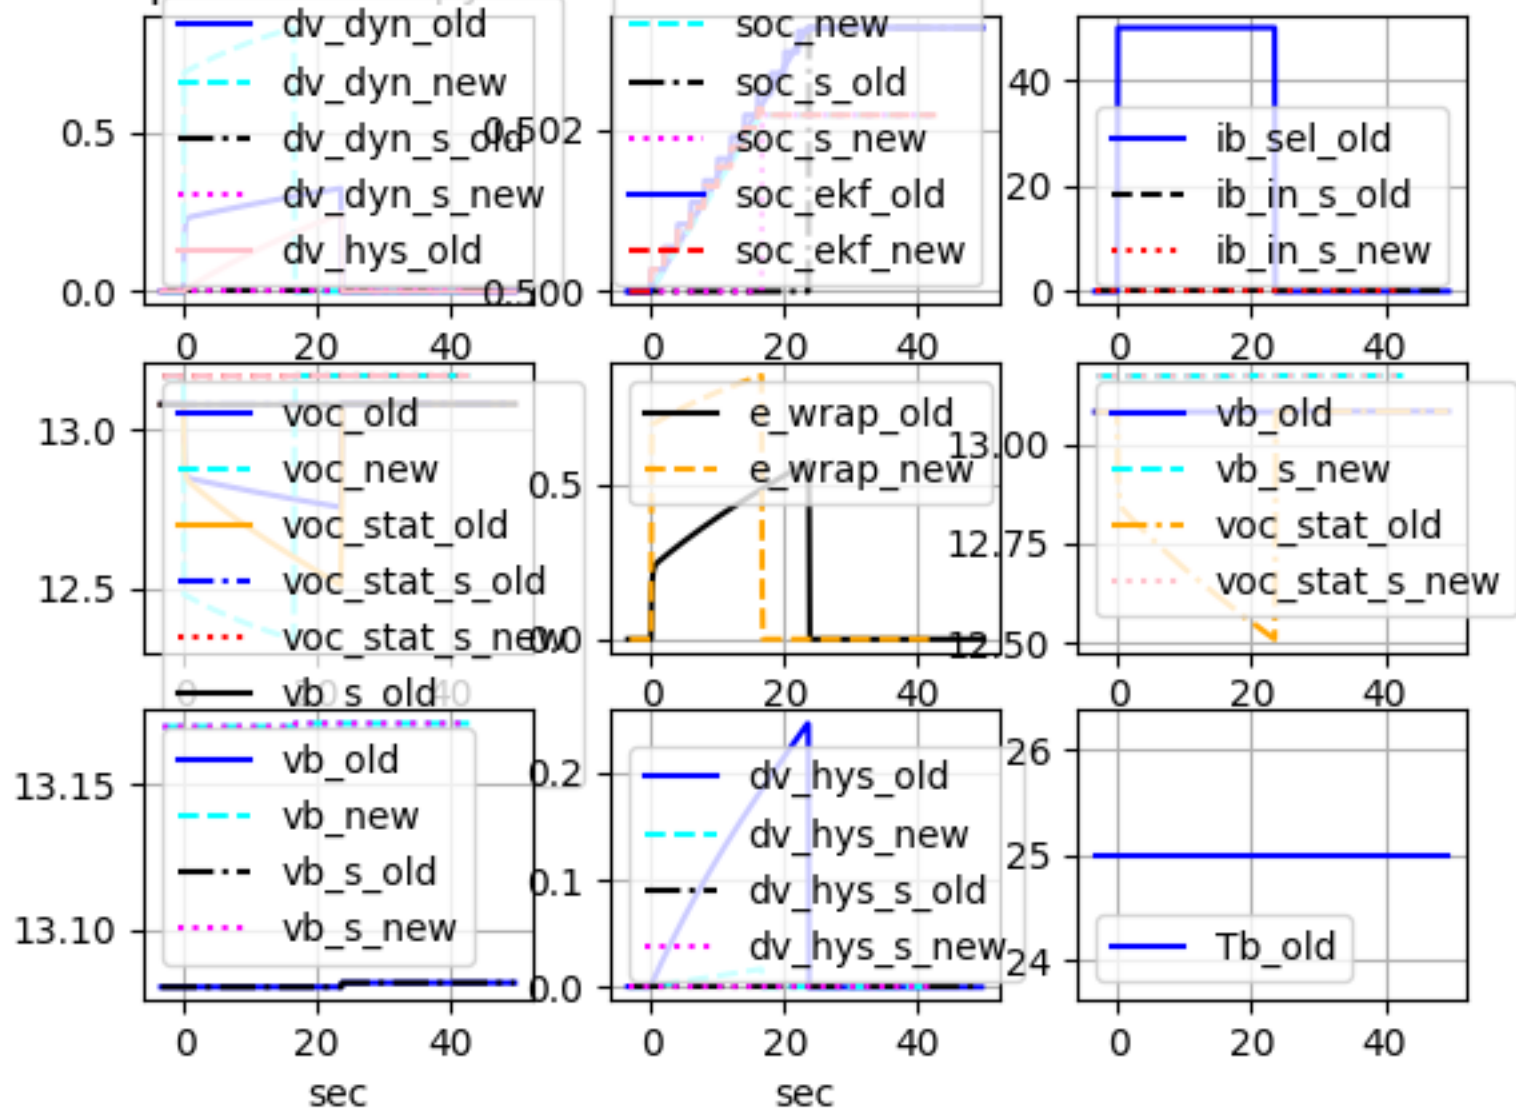 dv_dyn_old
dv_dyn_new
dv_dyn_s_old
dv_dyn_s_new
dv_hys_old
0.5
0.0
0 20 40
soc_new
soc_s_old
soc_s_new
soc_ekf_old
soc_ekf_new
0.502
0.500
0 20 40
ib_sel_old
ib_in_s_old
ib_in_s_new
40
20
0
0 20 40
voc_old
voc_new
voc_stat_old
voc_stat_s_old
voc_stat_s_new
vb_s_old
13.0
12.5
0 20 40
e_wrap_old
e_wrap_new
0.5
0.0
0 20 40
vb_old
vb_s_new
voc_stat_old
voc_stat_s_new
13.00
12.75
12.50
0 20 40
vb_old
vb_new
vb_s_old
vb_s_new
13.15
13.10
0 20 40
sec
dv_hys_old
dv_hys_new
dv_hys_s_old
dv_hys_s_new
0.2
0.1
0.0
0 20 40
sec
Tb_old
26
25
24
0 20 40